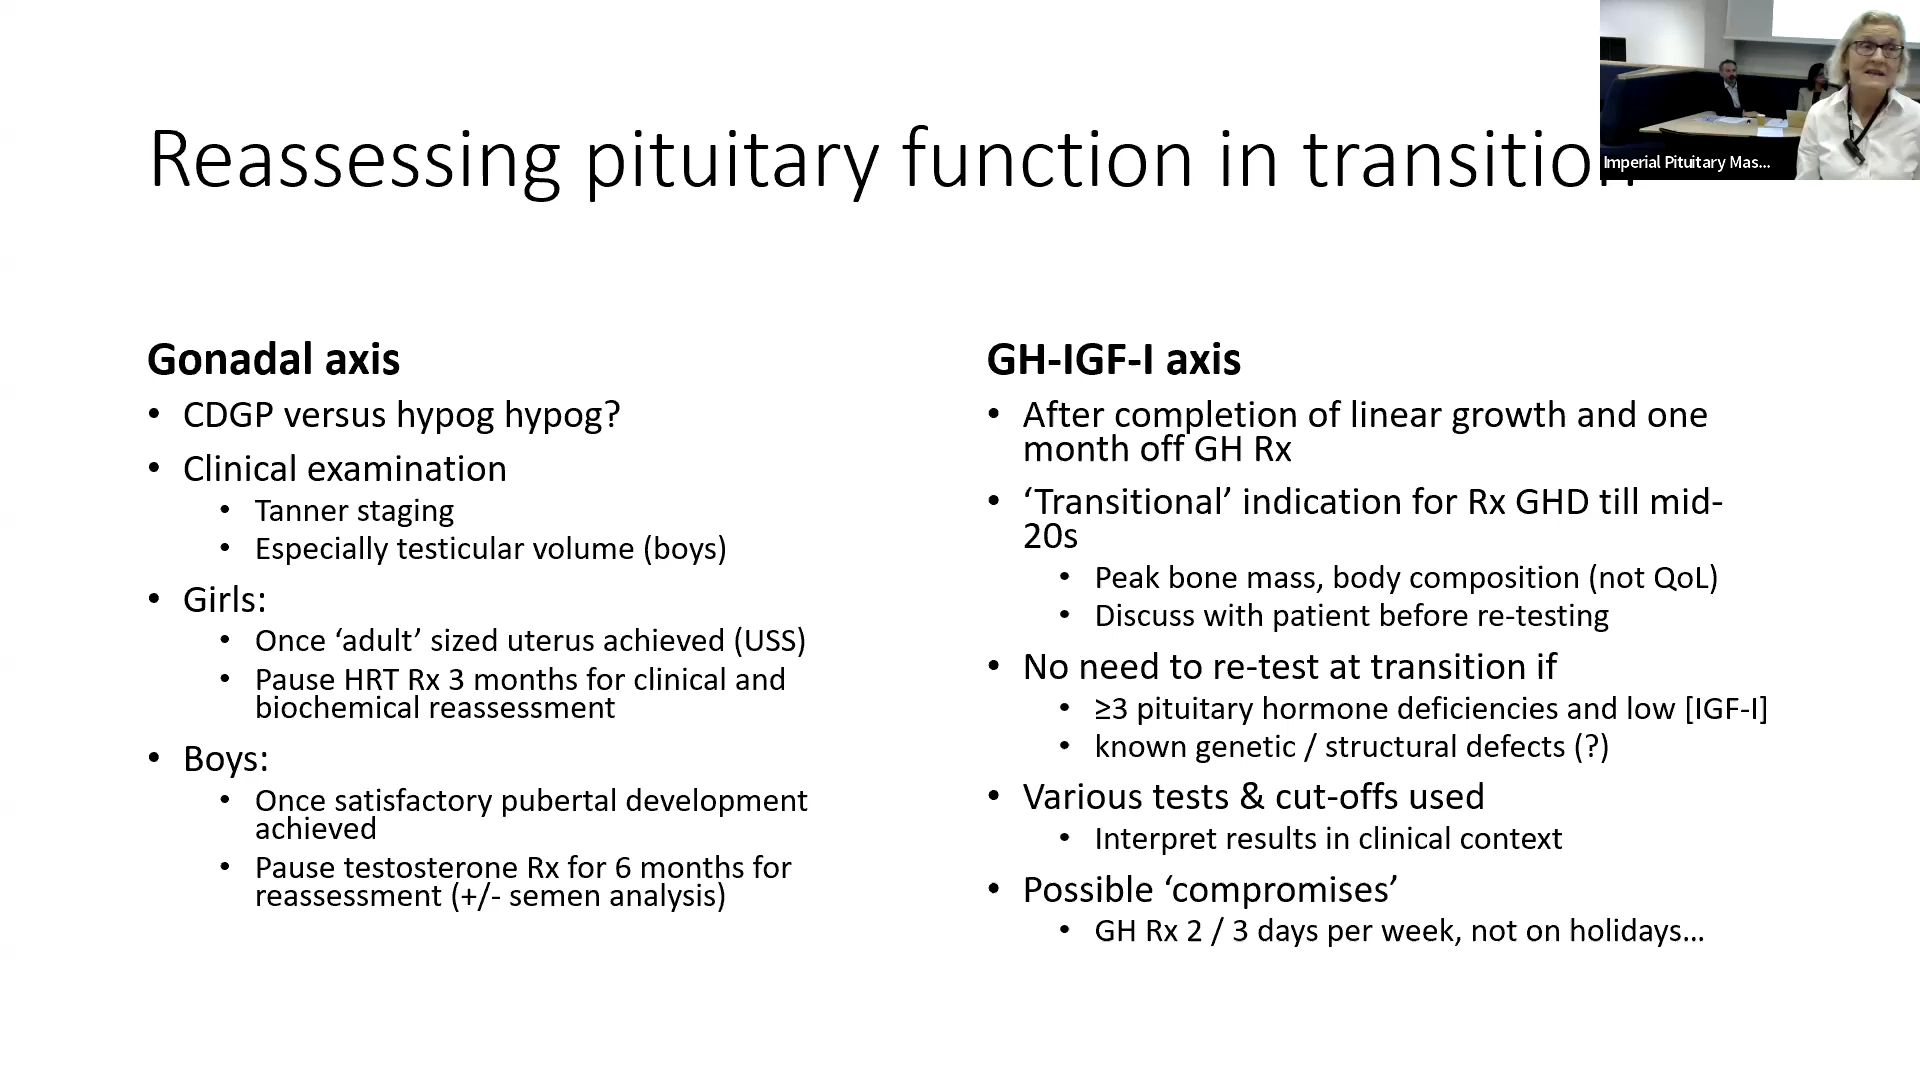 Reassessing pituitary function in transition
Imperial Pituitary Mas...
Gonadal axis
• CDGP versus hypog hypog?
• Clinical examination
• Tanner staging
• Especially testicular volume (boys)
• Girls:
• Once ‘adult’ sized uterus achieved (USS)
• Pause HRT Rx 3 months for clinical and
biochemical reassessment
• Boys:
• Once satisfactory pubertal development
achieved
• Pause testosterone Rx for 6 months for
reassessment (+/- semen analysis)
GH-IGF-I axis
• After completion of linear growth and one
month off GH Rx
• ‘Transitional’ indication for Rx GHD till mid-
20s
• Peak bone mass, body composition (not QoL)
• Discuss with patient before re-testing
• No need to re-test at transition if
• ≥3 pituitary hormone deficiencies and low [IGF-I]
• known genetic / structural defects (?)
• Various tests & cut-offs used
• Interpret results in clinical context
• Possible ‘compromises’
• GH Rx 2 / 3 days per week, not on holidays…